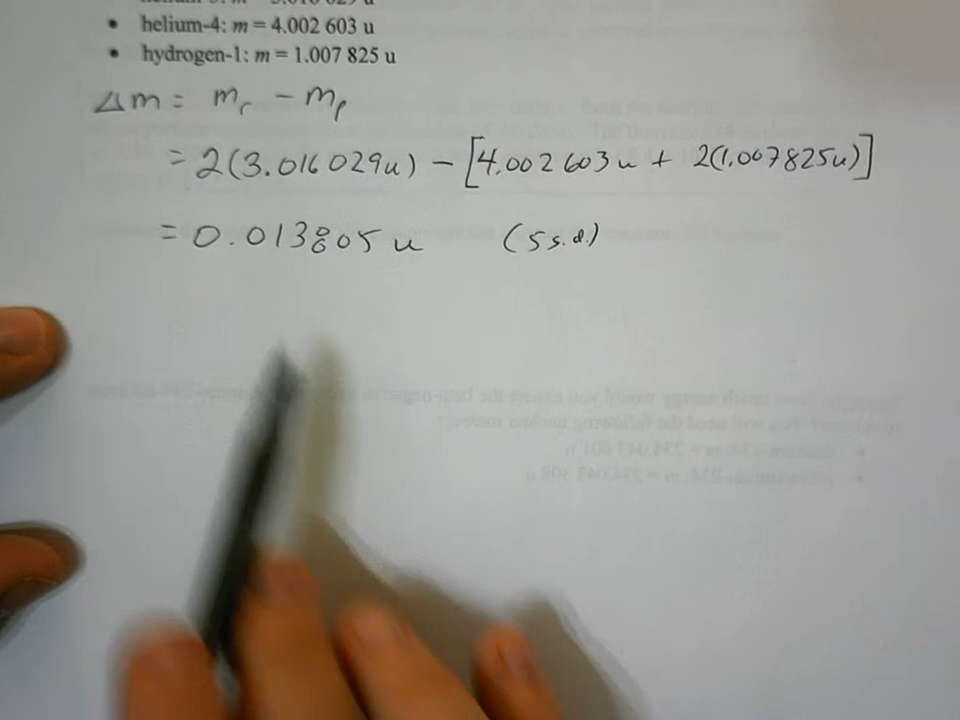 • helium-4: m = 4.002 603 u
• hydrogen-1: m = 1.007 825 u
Δm = mr - mp
= 2(3.016029u) - [4.002603u + 2(1.007825u)]
= 0.013805 u (5 s.d.)